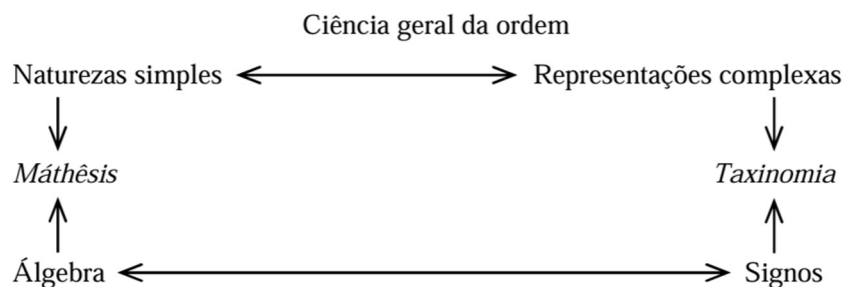 Ciência geral da ordem
Naturezas simples Representações complexas
Máthêsis Taxinomia
Álgebra Signos